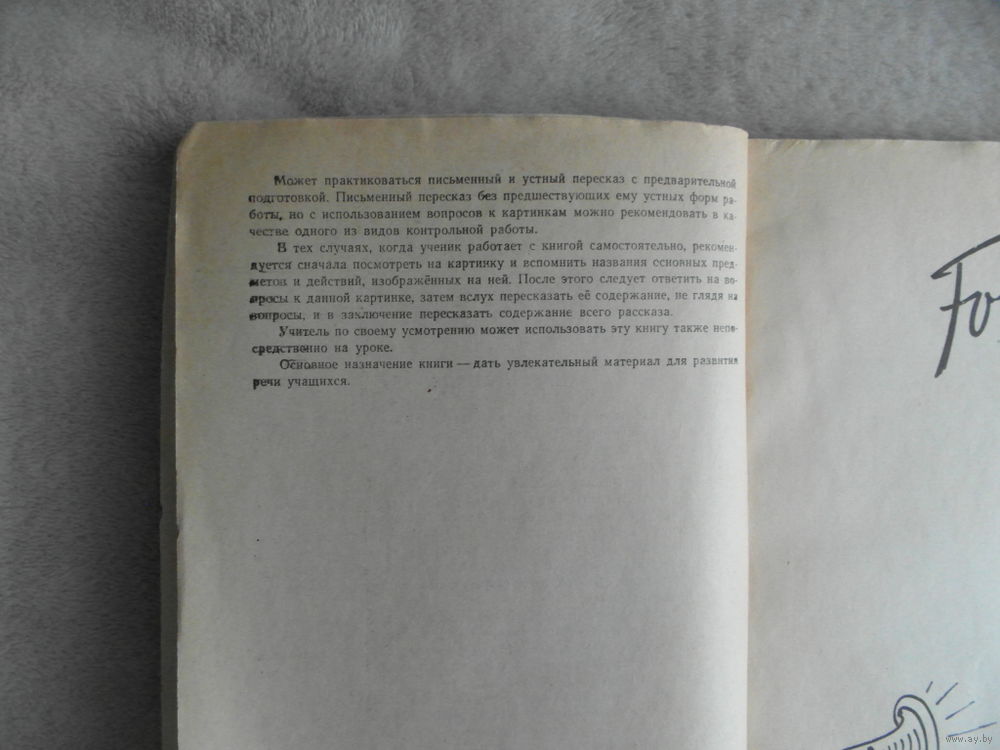 Может практиковаться письменный и устный пересказ с предварительной
подготовкой. Письменный пересказ без предшествующих ему устных форм ра-
боты, но с использованием вопросов к картинкам можно рекомендовать в ка-
честве одного из видов контрольной работы.
В тех случаях, когда ученик работает с книгой самостоятельно, рекомен-
дуется сначала посмотреть на картинку и вспомнить названия основных пред-
метов и действий, изображённых на ней. После этого следует ответить на во-
просы к данной картинке, затем вслух пересказать её содержание, не глядя на
вопросы, и в заключение пересказать содержание всего рассказа.
Учитель по своему усмотрению может использовать эту книгу также непо-
средственно на уроке.
Основное назначение книги — дать увлекательный материал для развития
речи учащихся.
Fo
www.ay.by